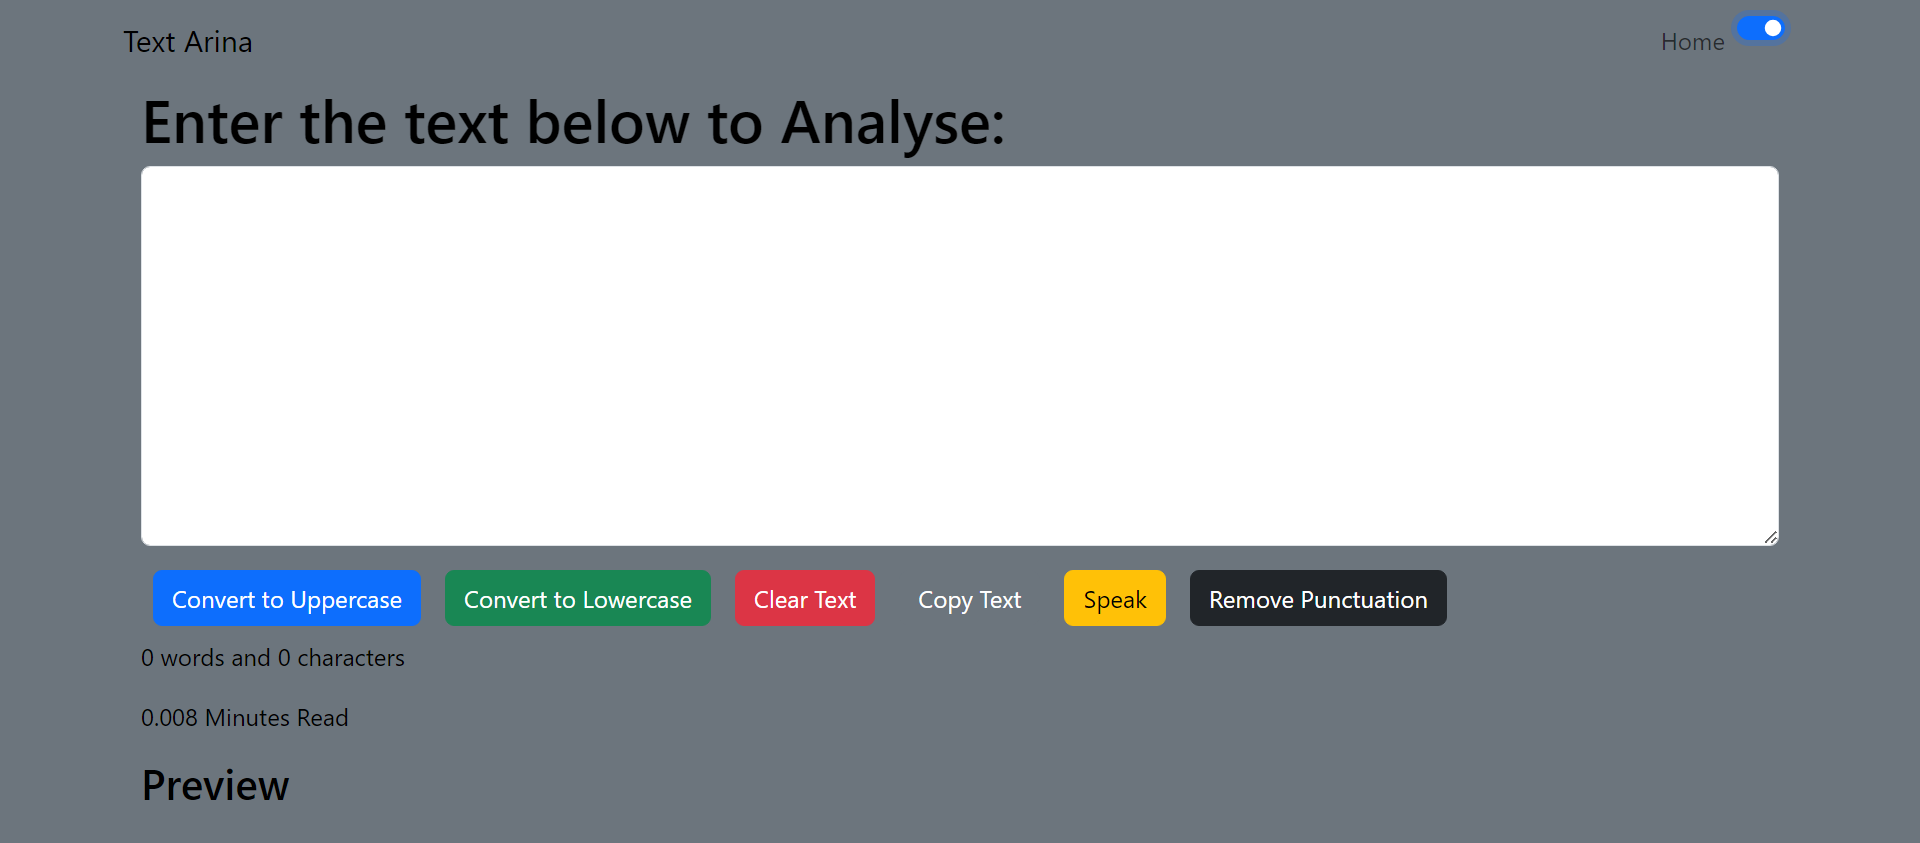 Text Arina
Home
Enter the text below to Analyse:
Convert to Uppercase Convert to Lowercase Clear Text Copy Text Speak Remove Punctuation
0 words and 0 characters
0.008 Minutes Read
Preview